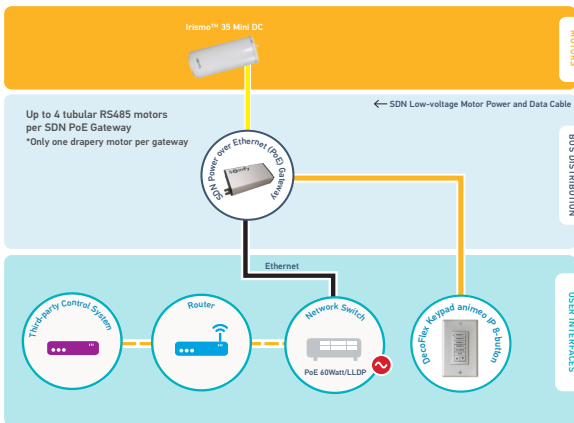 Irismo™ 35 Mini DC
MOTORS
Up to 4 tubular RS485 motors
per SDN PoE Gateway
*Only one drapery motor per gateway
← SDN Low-voltage Motor Power and Data Cable
BUS DISTRIBUTION
SDN Power over Ethernet (PoE) Gateway
somfy
Ethernet
USER INTERFACES
Third-party Control System
Router
Network Switch
PoE 60Watt/LLDP
DecoFlex Keypad animeo IP 8-button